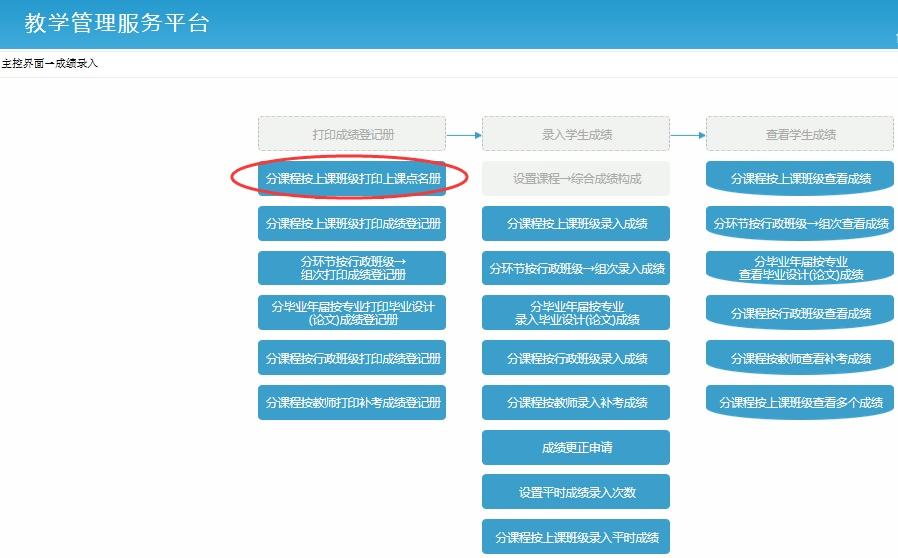 教学管理服务平台
主控界面→成绩录入
打印成绩登记册
分课程按上课班级打印上课点名册
分课程按上课班级打印成绩登记册
分环节按行政班级→
组次打印成绩登记册
分毕业年届按专业打印毕业设计
(论文)成绩登记册
分课程按行政班级打印成绩登记册
分课程按教师打印补考成绩登记册
录入学生成绩
设置课程→综合成绩构成
分课程按上课班级录入成绩
分环节按行政班级→组次录入成绩
分毕业年届按专业
录入毕业设计(论文)成绩
分课程按行政班级录入成绩
分课程按教师录入补考成绩
成绩更正申请
设置平时成绩录入次数
分课程按上课班级录入平时成绩
查看学生成绩
分课程按上课班级查看成绩
分环节按行政班级→组次查看成绩
分毕业年届按专业
查看毕业设计(论文)成绩
分课程按行政班级查看成绩
分课程按教师查看补考成绩
分课程按上课班级查看多个成绩